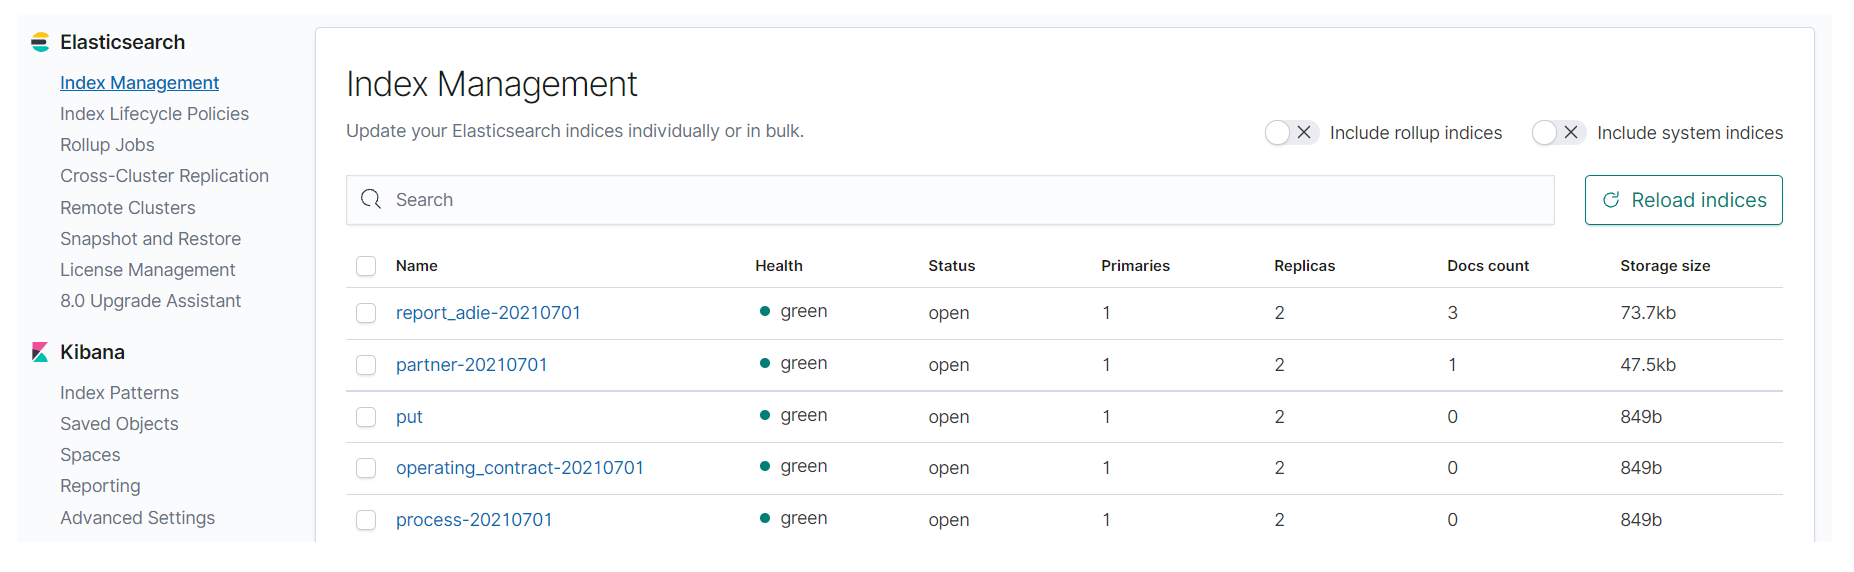 Elasticsearch
Index Management
Index Lifecycle Policies
Rollup Jobs
Cross-Cluster Replication
Remote Clusters
Snapshot and Restore
License Management
8.0 Upgrade Assistant
Kibana
Index Patterns
Saved Objects
Spaces
Reporting
Advanced Settings
Index Management
Update your Elasticsearch indices individually or in bulk.
Include rollup indices Include system indices
Search Reload indices
Name Health Status Primaries Replicas Docs count Storage size
report_adie-20210701 green open 1 2 3 73.7kb
partner-20210701 green open 1 2 1 47.5kb
put green open 1 2 0 849b
operating_contract-20210701 green open 1 2 0 849b
process-20210701 green open 1 2 0 849b